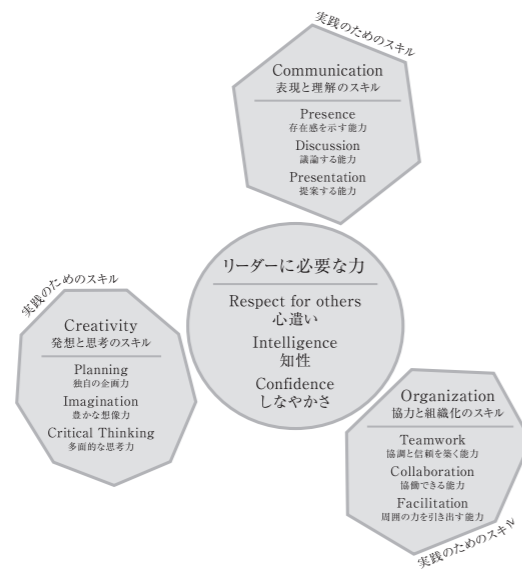 実践のためのスキル
Communication
表現と理解のスキル
Presence
存在感を示す能力
Discussion
議論する能力
Presentation
提案する能力
リーダーに必要な力
Respect for others
心遣い
Intelligence
知性
Confidence
しなやかさ
実践のためのスキル
Creativity
発想と思考のスキル
Planning
独自の企画力
Imagination
豊かな想像力
Critical Thinking
多面的な思考力
Organization
協力と組織化のスキル
Teamwork
協調と信頼を築く能力
Collaboration
協働できる能力
Facilitation
周囲の力を引き出す能力
実践のためのスキル